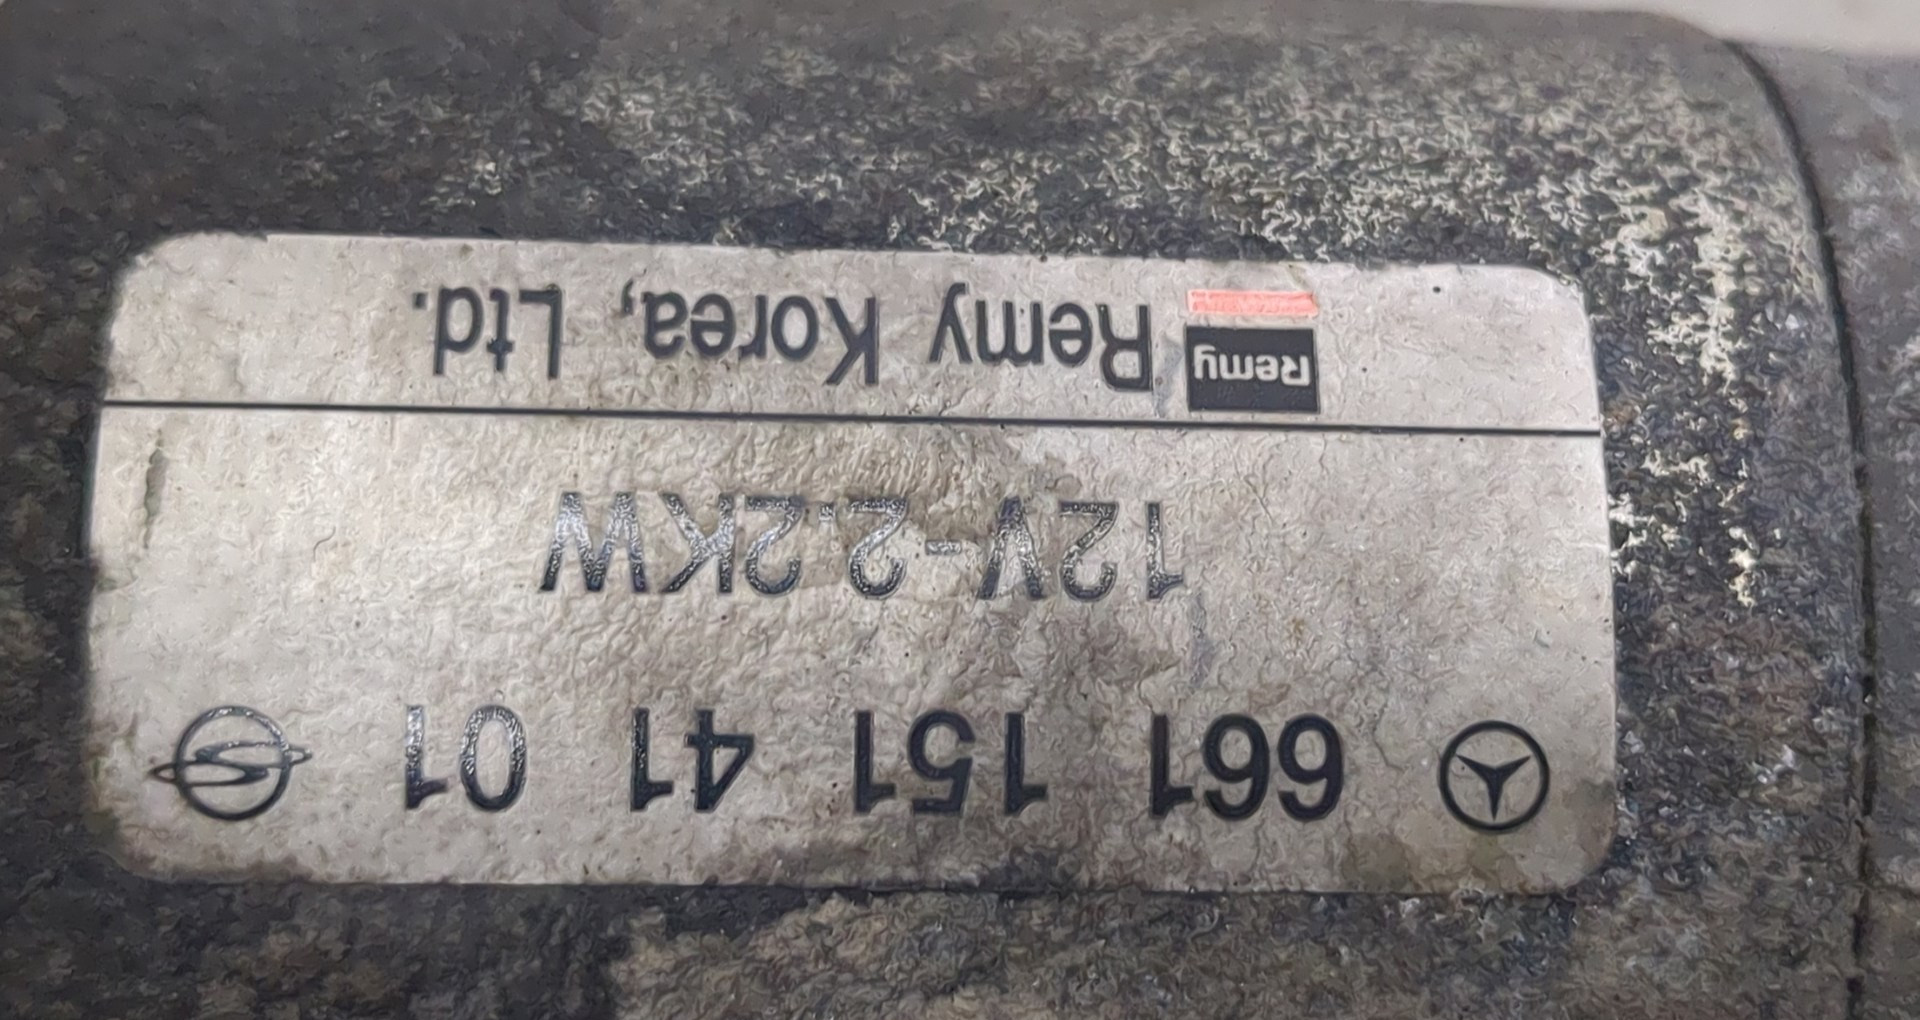 661 151 41 01
12V-2.2KW
Remy Remy Korea, Ltd.